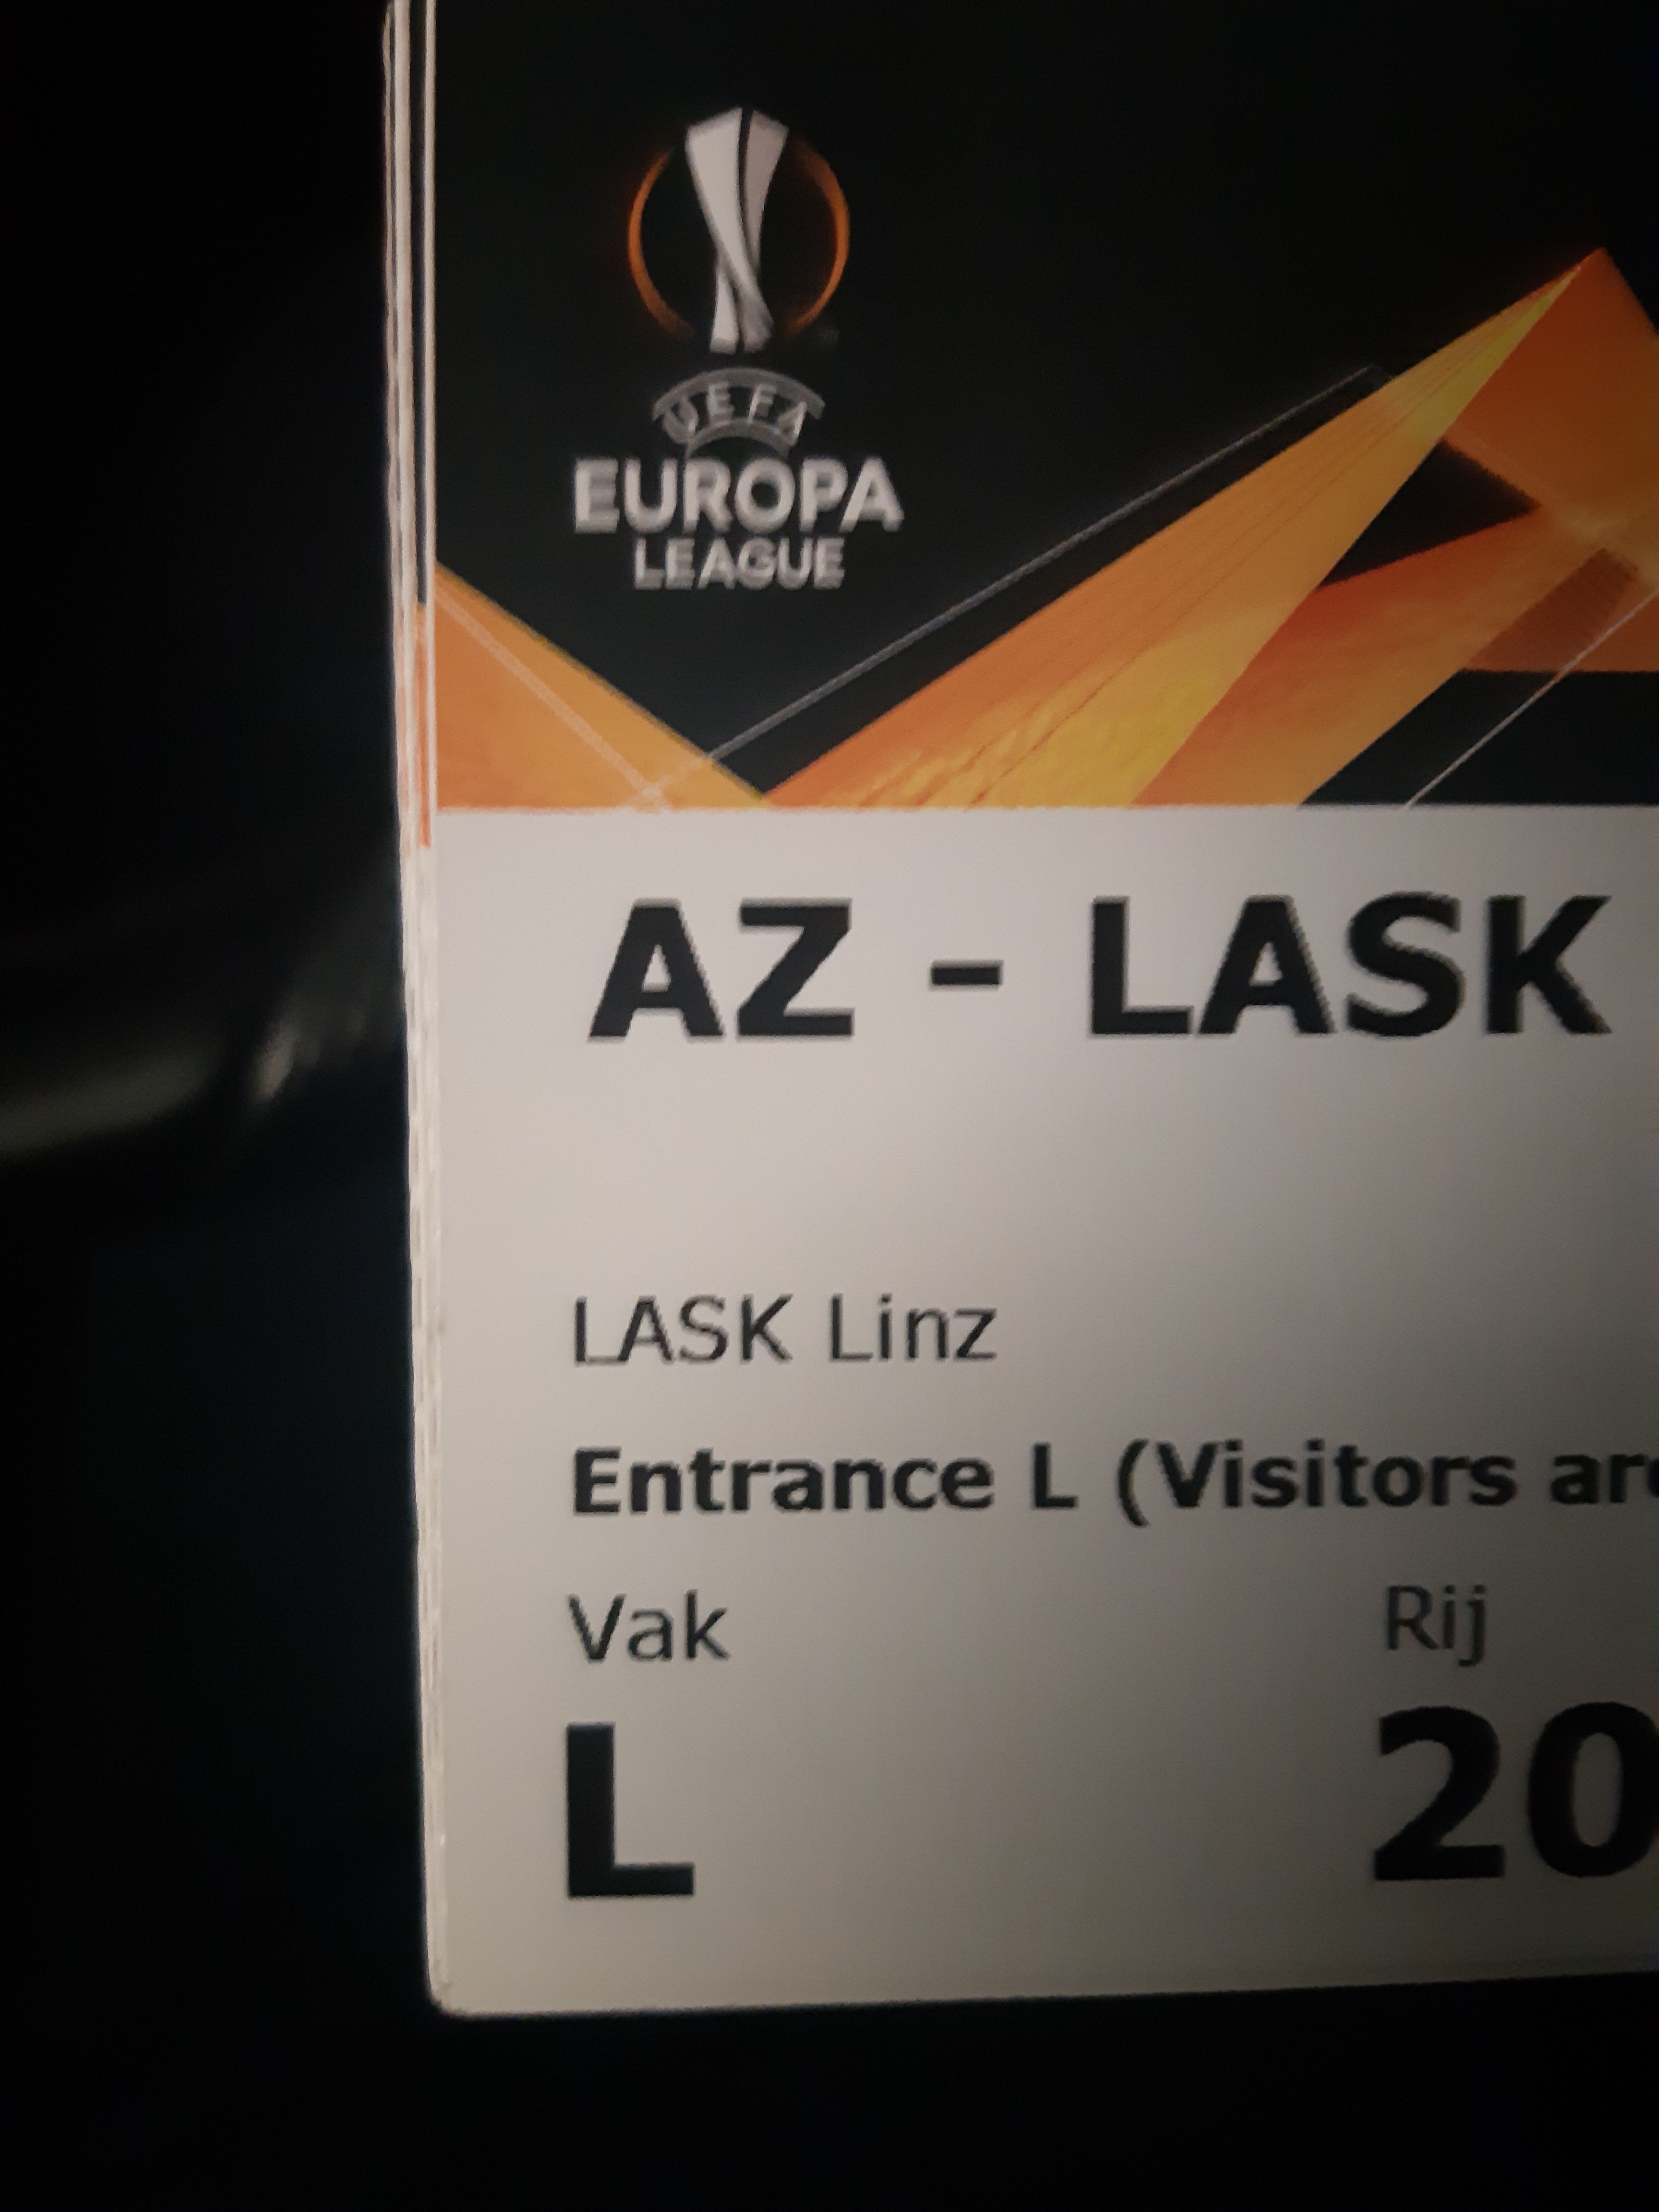 UEFA
EUROPA
LEAGUE
AZ - LASK
LASK Linz
Entrance L (Visitors
Vak Rij
L 20